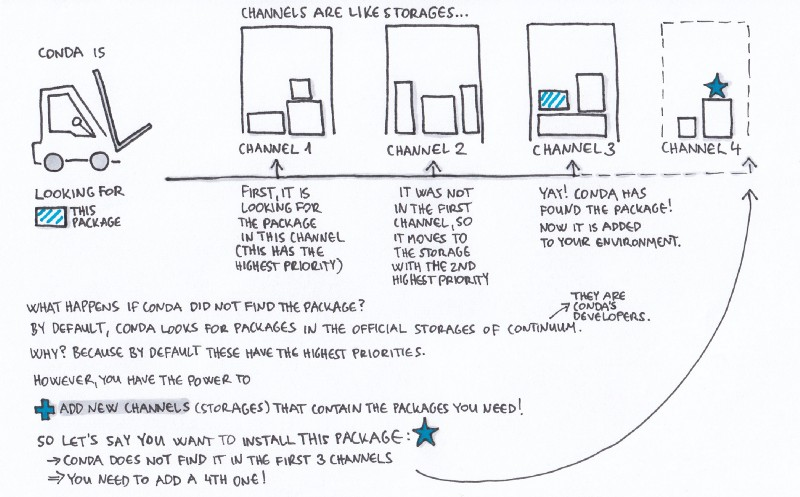 CHANNELS ARE LIKE STORAGES...
CONDA IS
LOOKING FOR
THIS
PACKAGE
CHANNEL 1
CHANNEL 2
CHANNEL 3
CHANNEL 4
FIRST, IT IS
LOOKING FOR
THE PACKAGE
IN THIS CHANNEL
(THIS HAS THE
HIGHEST PRIORITY)
IT WAS NOT
IN THE FIRST
CHANNEL, SO
IT MOVES TO
THE STORAGE
WITH THE 2ND
HIGHEST PRIORITY
YAY! CONDA HAS
FOUND THE PACKAGE!
NOW IT IS ADDED
TO YOUR ENVIRONMENT.
WHAT HAPPENS IF CONDA DID NOT FIND THE PACKAGE?
BY DEFAULT, CONDA LOOKS FOR PACKAGES IN THE OFFICIAL STORAGES OF CONTINUUM.
THEY ARE
CONDA'S
DEVELOPERS.
WHY? BECAUSE BY DEFAULT THESE HAVE THE HIGHEST PRIORITIES.
HOWEVER, YOU HAVE THE POWER TO
ADD NEW CHANNELS (STORAGES) THAT CONTAIN THE PACKAGES YOU NEED!
SO LET'S SAY YOU WANT TO INSTALL THIS PACKAGE:
→ CONDA DOES NOT FIND IT IN THE FIRST 3 CHANNELS
⇒ YOU NEED TO ADD A 4TH ONE!